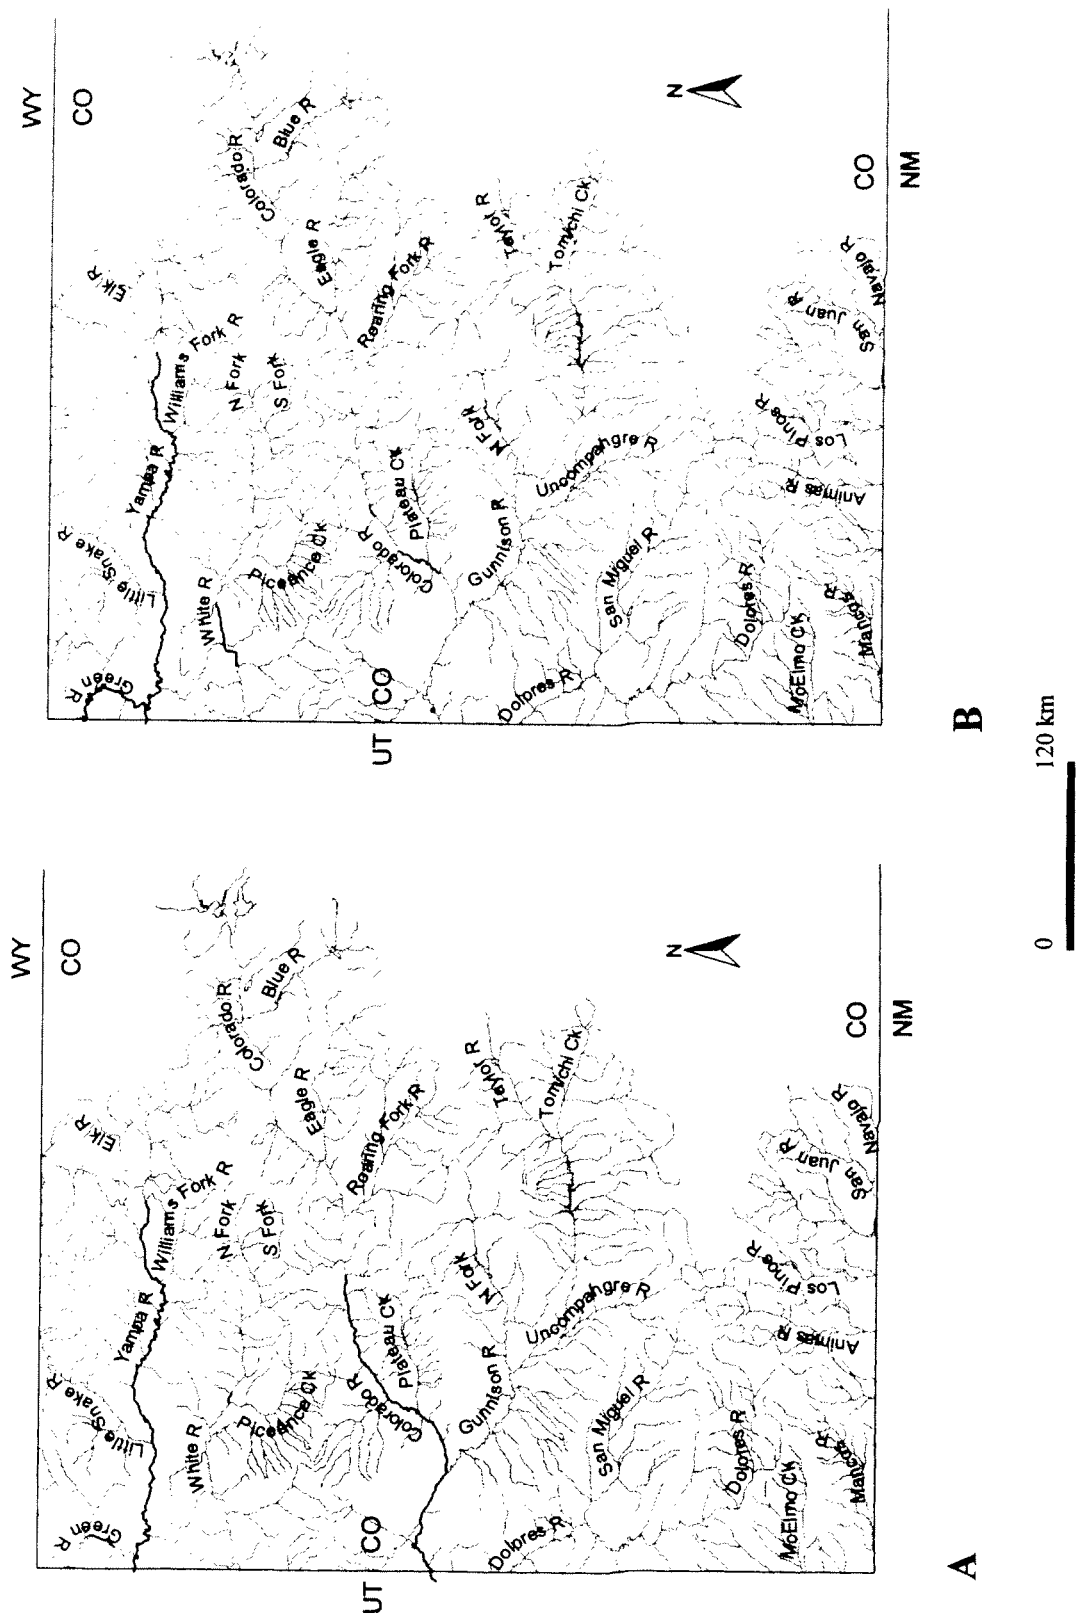 WY
CO
Elk R
Little Snake R
Green R
Yampa R
Williams Fork R
N Fork
S Fork
White R
Piceance Ck
Colorado R
Blue R
Eagle R
Roaring Fork R
Colorado R
Plateau Ck
UT
CO
N
Taylor R
Tomichi Ck
N Fork
Gunnison R
Uncompahgre R
Dolores R
San Miguel R
Dolores R
McElmo CK
Mancos R
Animas R
Los Pinos R
San Juan R
Navajo R
CO
NM
A
WY
CO
Elk R
Little Snake R
Green R
Yampa R
Williams Fork R
N Fork
S Fork
White R
Piceance Ck
Colorado R
Blue R
Eagle R
Roaring Fork R
Colorado R
Plateau Ck
UT
CO
N
Taylor R
Tomichi Ck
N Fork
Gunnison R
Uncompahgre R
Dolores R
San Miguel R
Dolores R
McElmo CK
Mancos R
Animas R
Los Pinos R
San Juan R
Navajo R
CO
NM
B
0 120 km